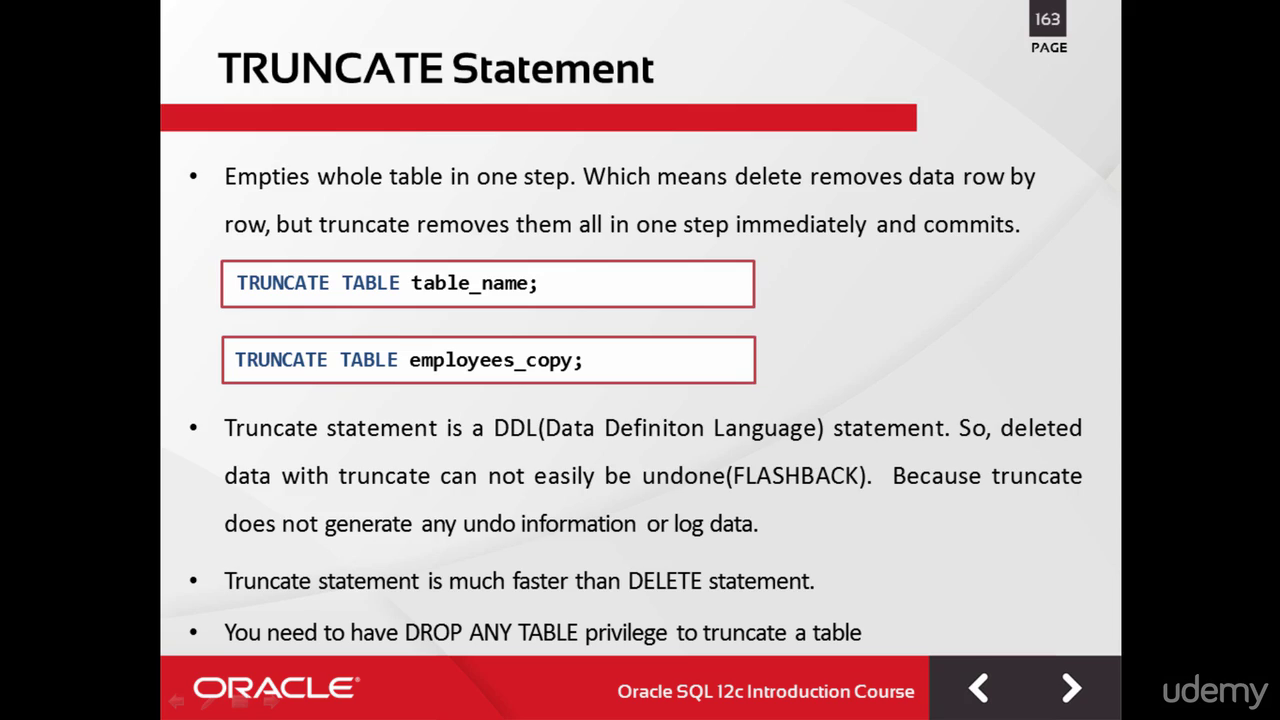 163
PAGE
TRUNCATE Statement
• Empties whole table in one step. Which means delete removes data row by
row, but truncate removes them all in one step immediately and commits.
TRUNCATE TABLE table_name;
TRUNCATE TABLE employees_copy;
• Truncate statement is a DDL(Data Definiton Language) statement. So, deleted
data with truncate can not easily be undone(FLASHBACK). Because truncate
does not generate any undo information or log data.
• Truncate statement is much faster than DELETE statement.
• You need to have DROP ANY TABLE privilege to truncate a table
ORACLE®
Oracle SQL 12c Introduction Course
udemy